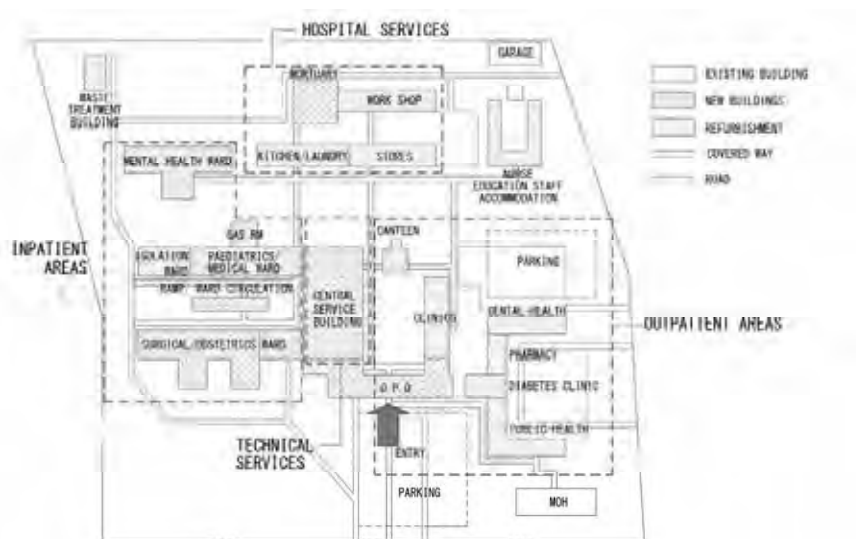 HOSPITAL SERVICES
GARAGE
MORTUARY
WORK SHOP
WASTE
TREATMENT
BUILDING
KITCHEN/LAUNDRY
STORES
MENTAL HEALTH WARD
NURSE
EDUCATION STAFF
ACCOMMODATION
EXISTING BUILDING
NEW BUILDINGS
REFURBISHMENT
COVERED WAY
ROAD
INPATIENT
AREAS
GAS RM
CANTEEN
ISOLATION
WARD
PAEDIATRICS/
MEDICAL WARD
RAMP
WARD CIRCULATION
CENTRAL
SERVICE
BUILDING
CLINICS
PARKING
DENTAL HEALTH
OUTPATIENT AREAS
SURGICAL/OBSTETRICS WARD
PHARMACY
DIABETES CLINIC
O P D
PUBLIC HEALTH
TECHNICAL
SERVICES
ENTRY
PARKING
MOH